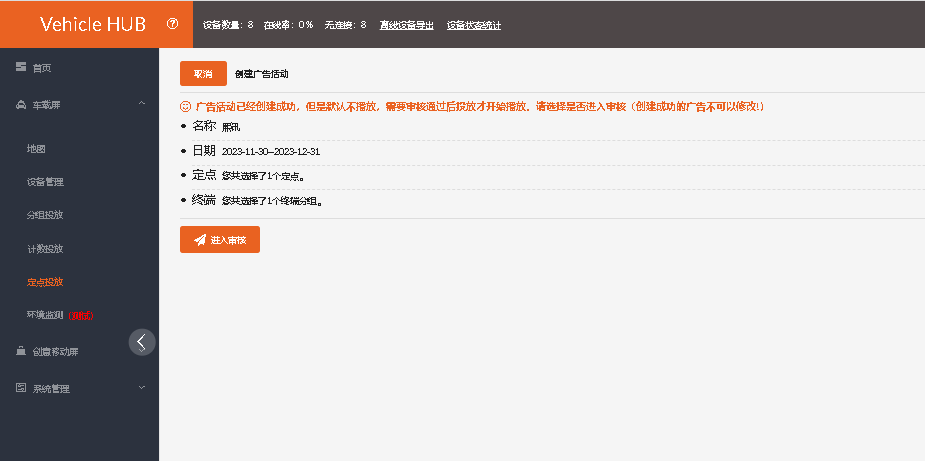 Vehicle HUB
设备数量：8 在线率：0% 无连接：8 离线设备导出 设备状态统计
首页
车载屏
地图
设备管理
分组投放
计数投放
定点投放
环境监测
创意移动屏
系统管理
取消 创建广告活动
广告活动已经创建成功，但是默认不播放，需要审核通过后投放才开始播放。请选择是否进入审核（创建成功的广告不可以修改!）
名称 腾讯
日期 2023-11-30--2023-12-31
定点 您共选择了1个定点。
终端 您共选择了1个终端分组。
进入审核